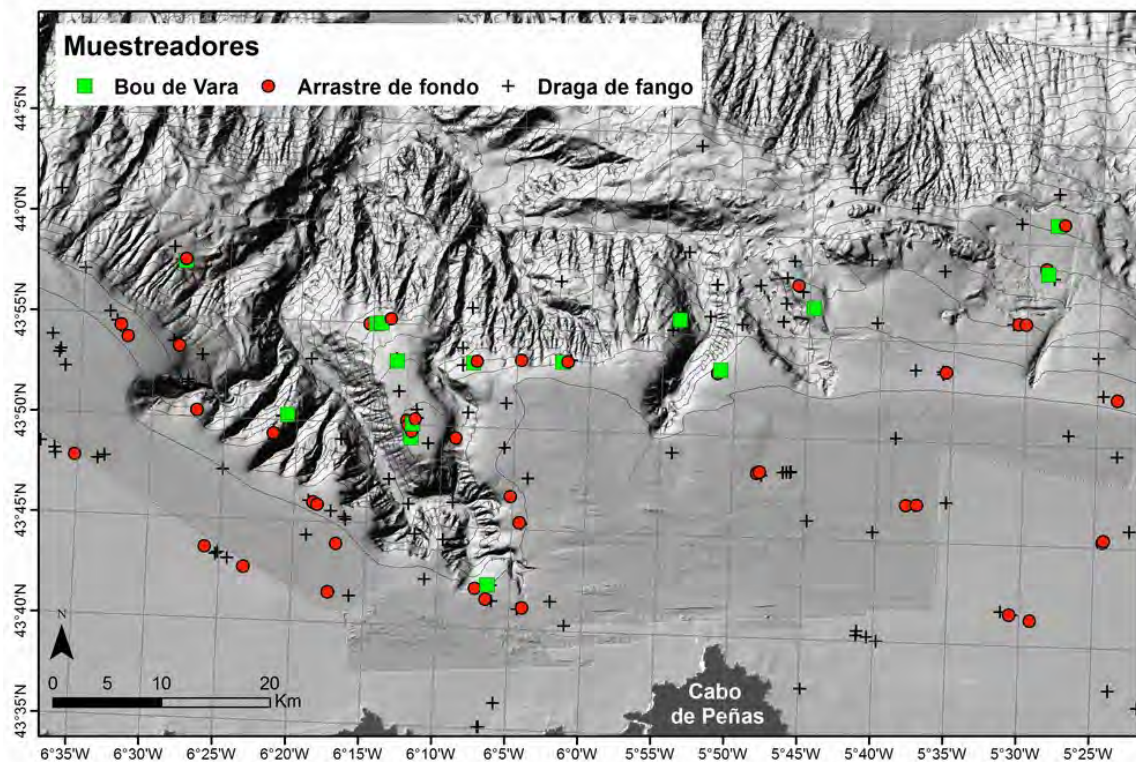 Muestreadores
Bou de Vara
Arrastre de fondo
Draga de fango
44°5'N
44°0'N
43°55'N
43°50'N
43°45'N
43°40'N
43°35'N
N
0
10
20
Km
Cabo
de Peñas
6°35'W
6°25'W
6°20'W
6°15'W
6°10'W
6°5'W
6°0'W
5°55'W
5°50'W
5°45'W
5°40'W
5°35'W
5°30'W
5°25'W